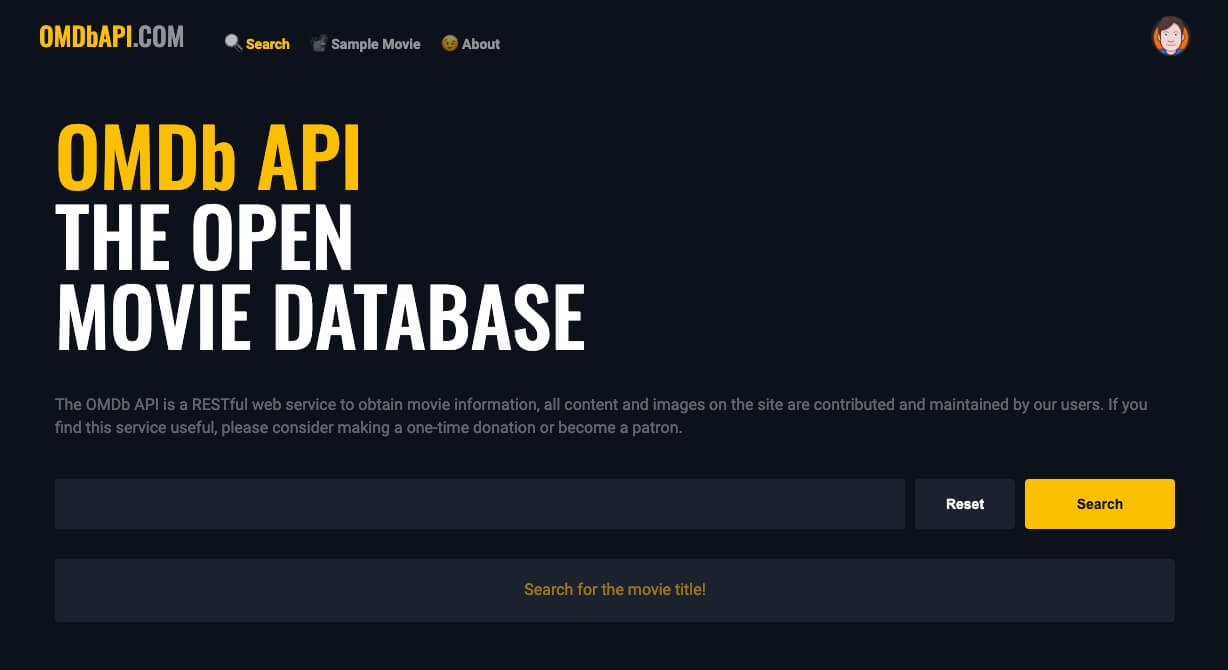 OMDbAPI.COM
Search
Sample Movie
About
OMDb API
THE OPEN
MOVIE DATABASE
The OMDb API is a RESTful web service to obtain movie information, all content and images on the site are contributed and maintained by our users. If you
find this service useful, please consider making a one-time donation or become a patron.
Reset
Search
Search for the movie title!